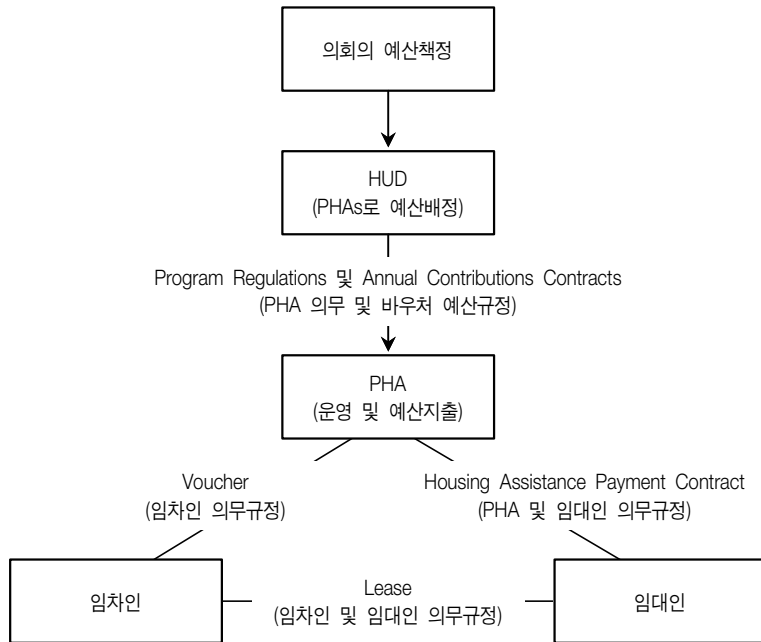 의회의 예산책정
HUD
(PHAs로 예산배정)
Program Regulations 및 Annual Contributions Contracts
(PHA 의무 및 바우처 예산규정)
PHA
(운영 및 예산지출)
Voucher
(임차인 의무규정)
Housing Assistance Payment Contract
(PHA 및 임대인 의무규정)
임차인
Lease
(임차인 및 임대인 의무규정)
임대인